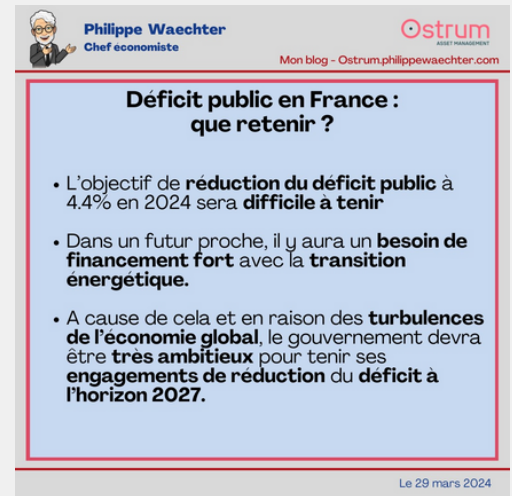 Philippe Waechter
Chef économiste
Ostrum
ASSET MANAGEMENT
Mon blog - Ostrum.philippewaechter.com
Déficit public en France :
que retenir ?
• L'objectif de réduction du déficit public à
4.4% en 2024 sera difficile à tenir
• Dans un futur proche, il y aura un besoin de
financement fort avec la transition
énergétique.
• A cause de cela et en raison des turbulences
de l'économie global, le gouvernement devra
être très ambitieux pour tenir ses
engagements de réduction du déficit à
l'horizon 2027.
Le 29 mars 2024